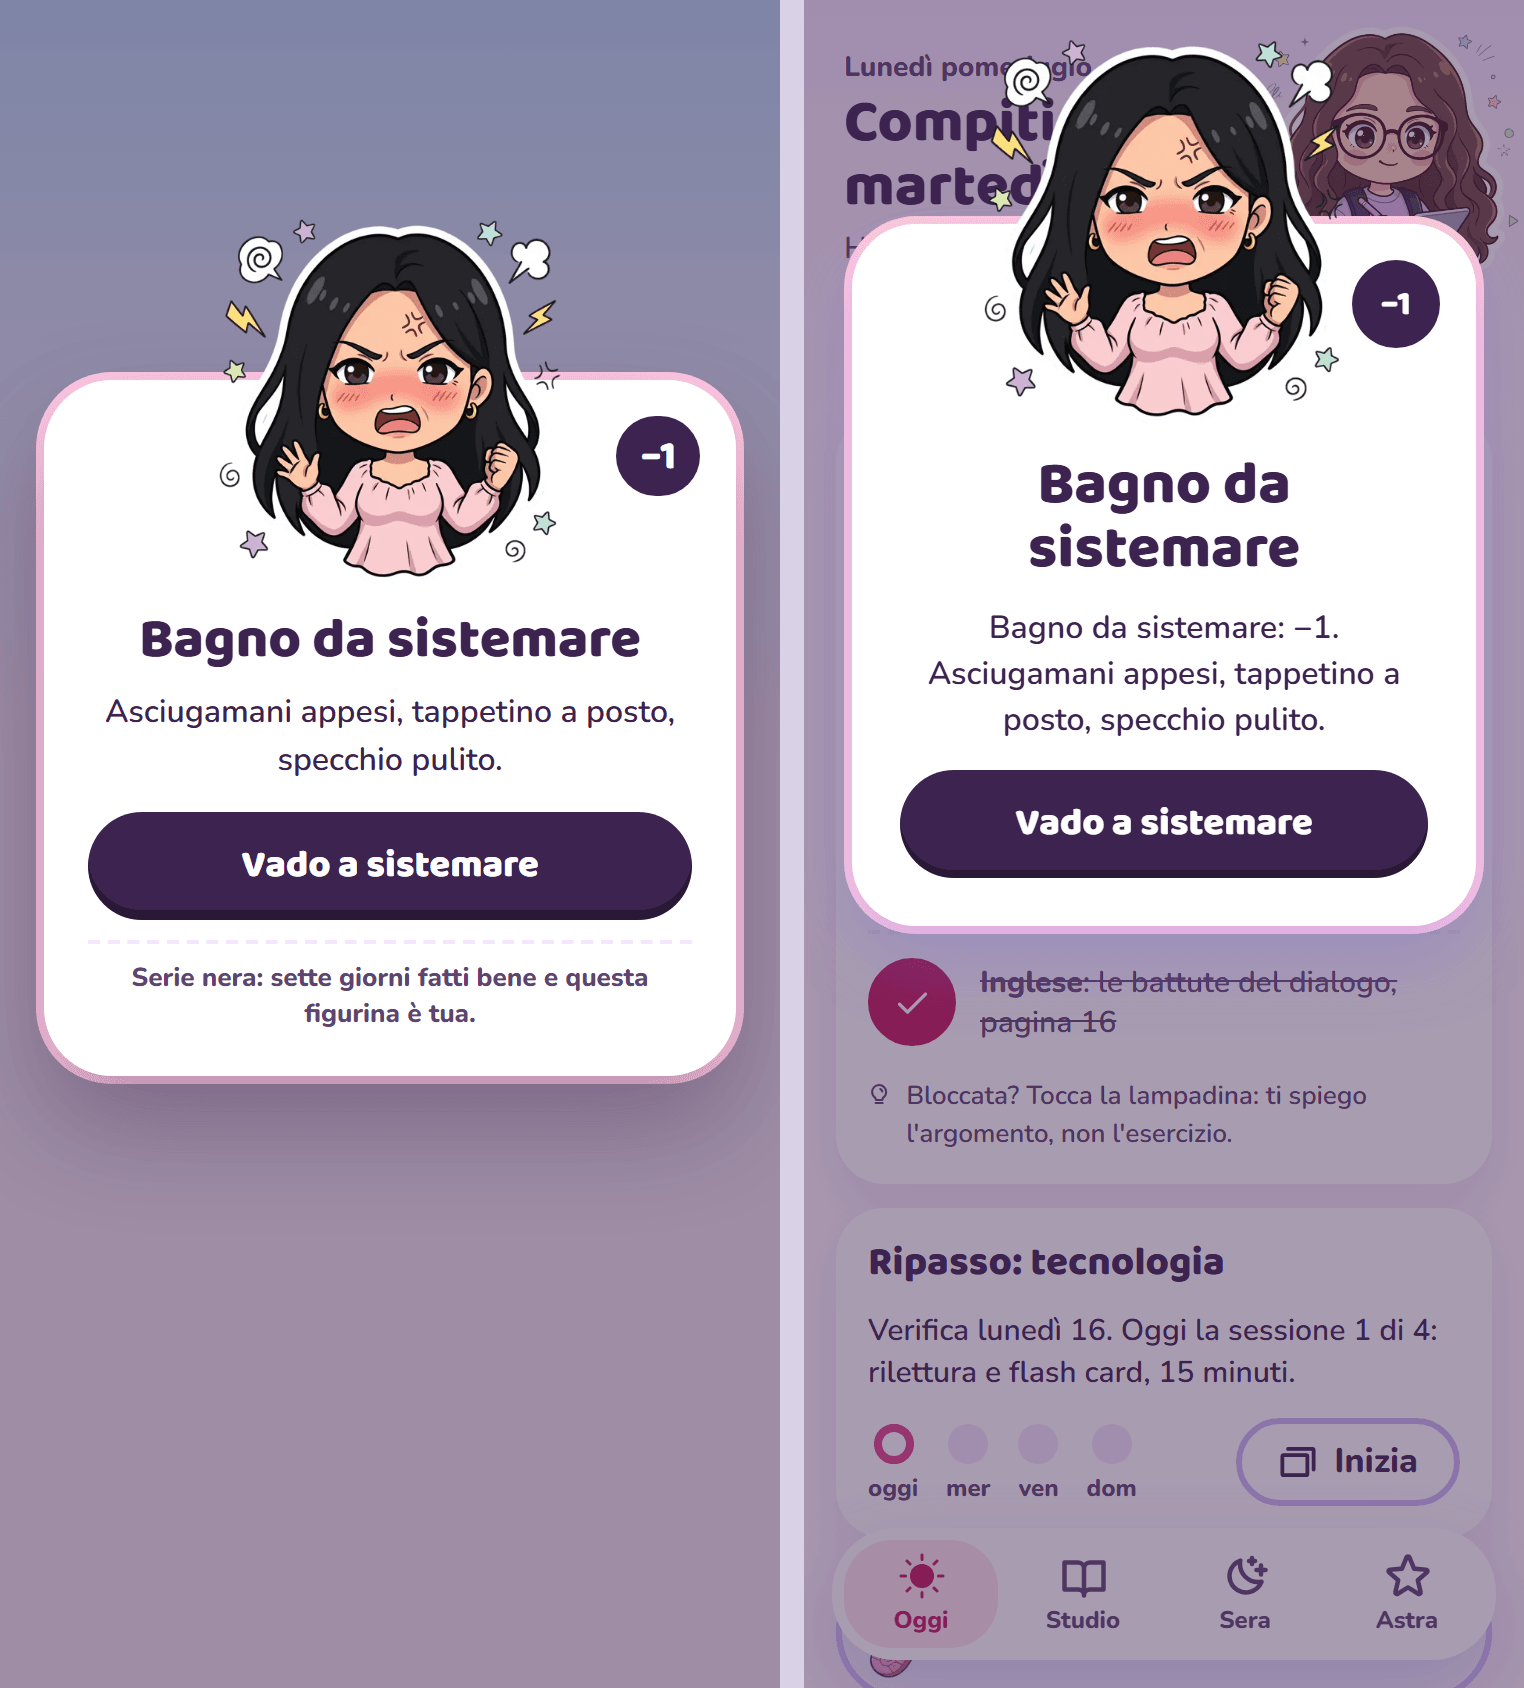 −1
Bagno da sistemare
Asciugamani appesi, tappetino a posto,
specchio pulito.
Vado a sistemare
Serie nera: sette giorni fatti bene e questa
figurina è tua.
Lunedì
Compiti
martedì
−1
Bagno da
sistemare
Bagno da sistemare: −1.
Asciugamani appesi, tappetino a
posto, specchio pulito.
Vado a sistemare
Inglese: le battute del dialogo,
pagina 16
Bloccata? Tocca la lampadina: ti spiego
l'argomento, non l'esercizio.
Ripasso: tecnologia
Verifica lunedì 16. Oggi la sessione 1 di 4:
rilettura e flash card, 15 minuti.
oggi
mer
ven
dom
Inizia
Oggi
Studio
Sera
Astra